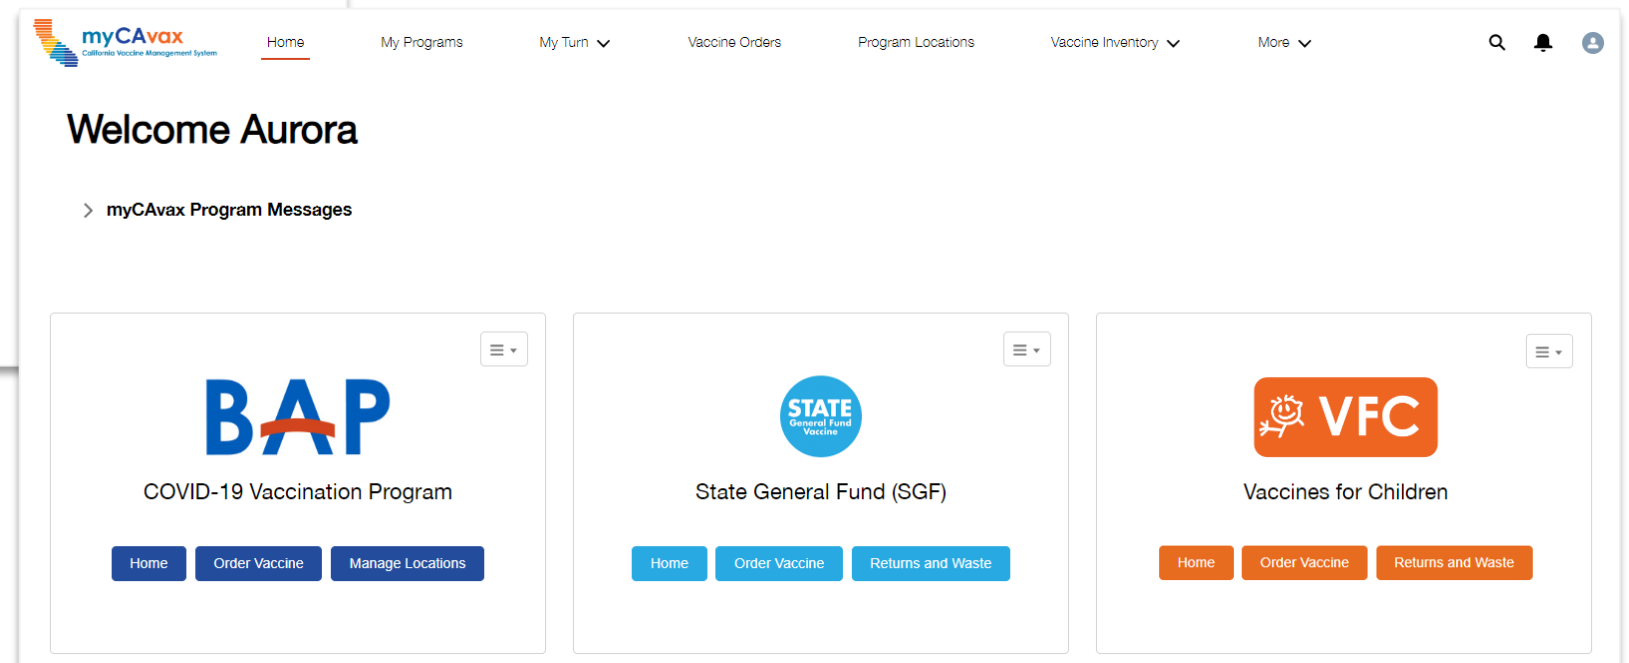 myCAvax
California Vaccine Management System
Home
My Programs
My Turn
Vaccine Orders
Program Locations
Vaccine Inventory
More
Welcome Aurora
myCAvax Program Messages
BAP
COVID-19 Vaccination Program
Home
Order Vaccine
Manage Locations
STATE
General Fund
Vaccine
State General Fund (SGF)
Home
Order Vaccine
Returns and Waste
VFC
Vaccines for Children
Home
Order Vaccine
Returns and Waste